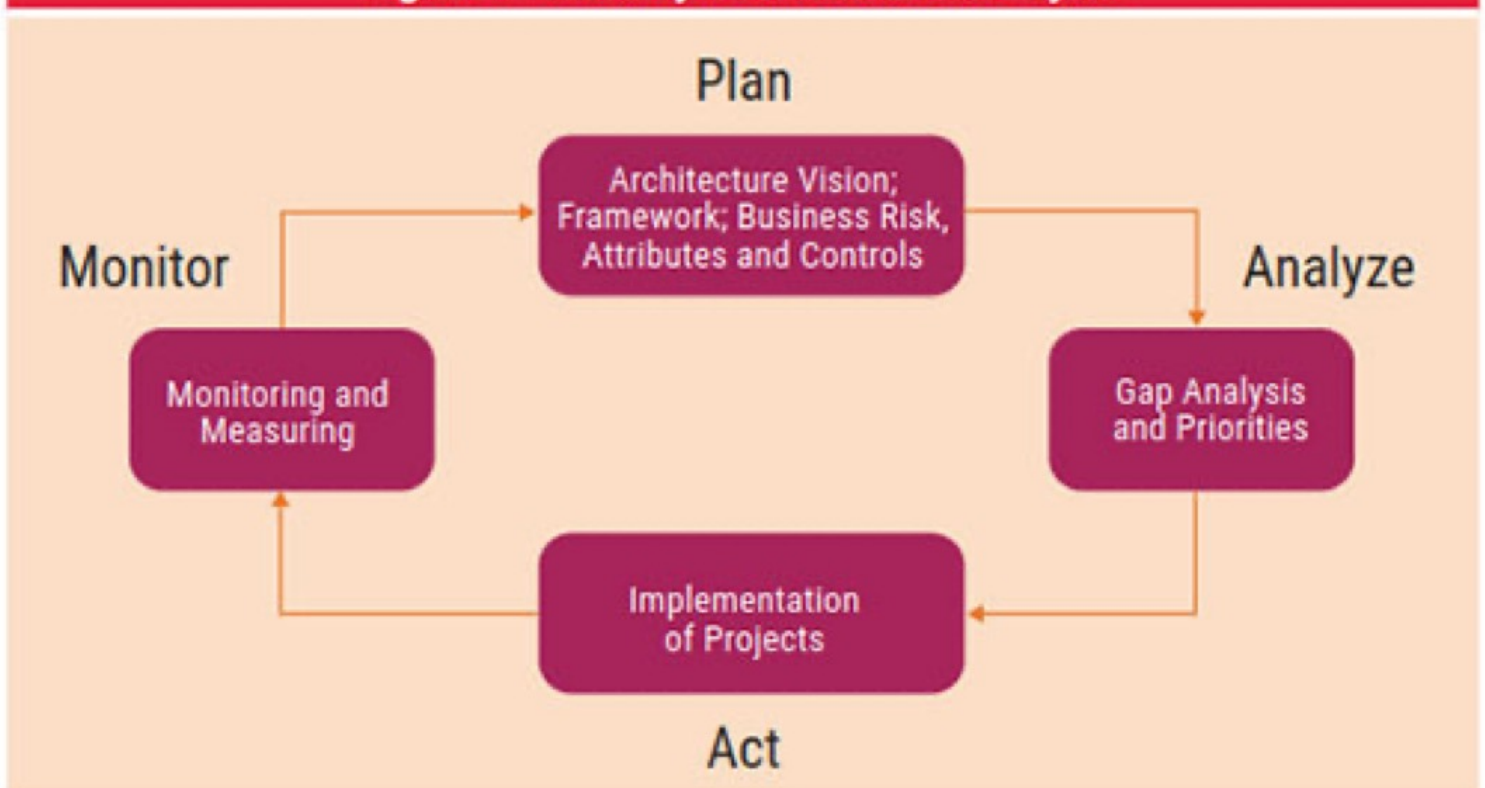 Plan
Architecture Vision;
Framework; Business Risk,
Attributes and Controls
Monitor
Analyze
Monitoring and
Measuring
Gap Analysis
and Priorities
Implementation
of Projects
Act